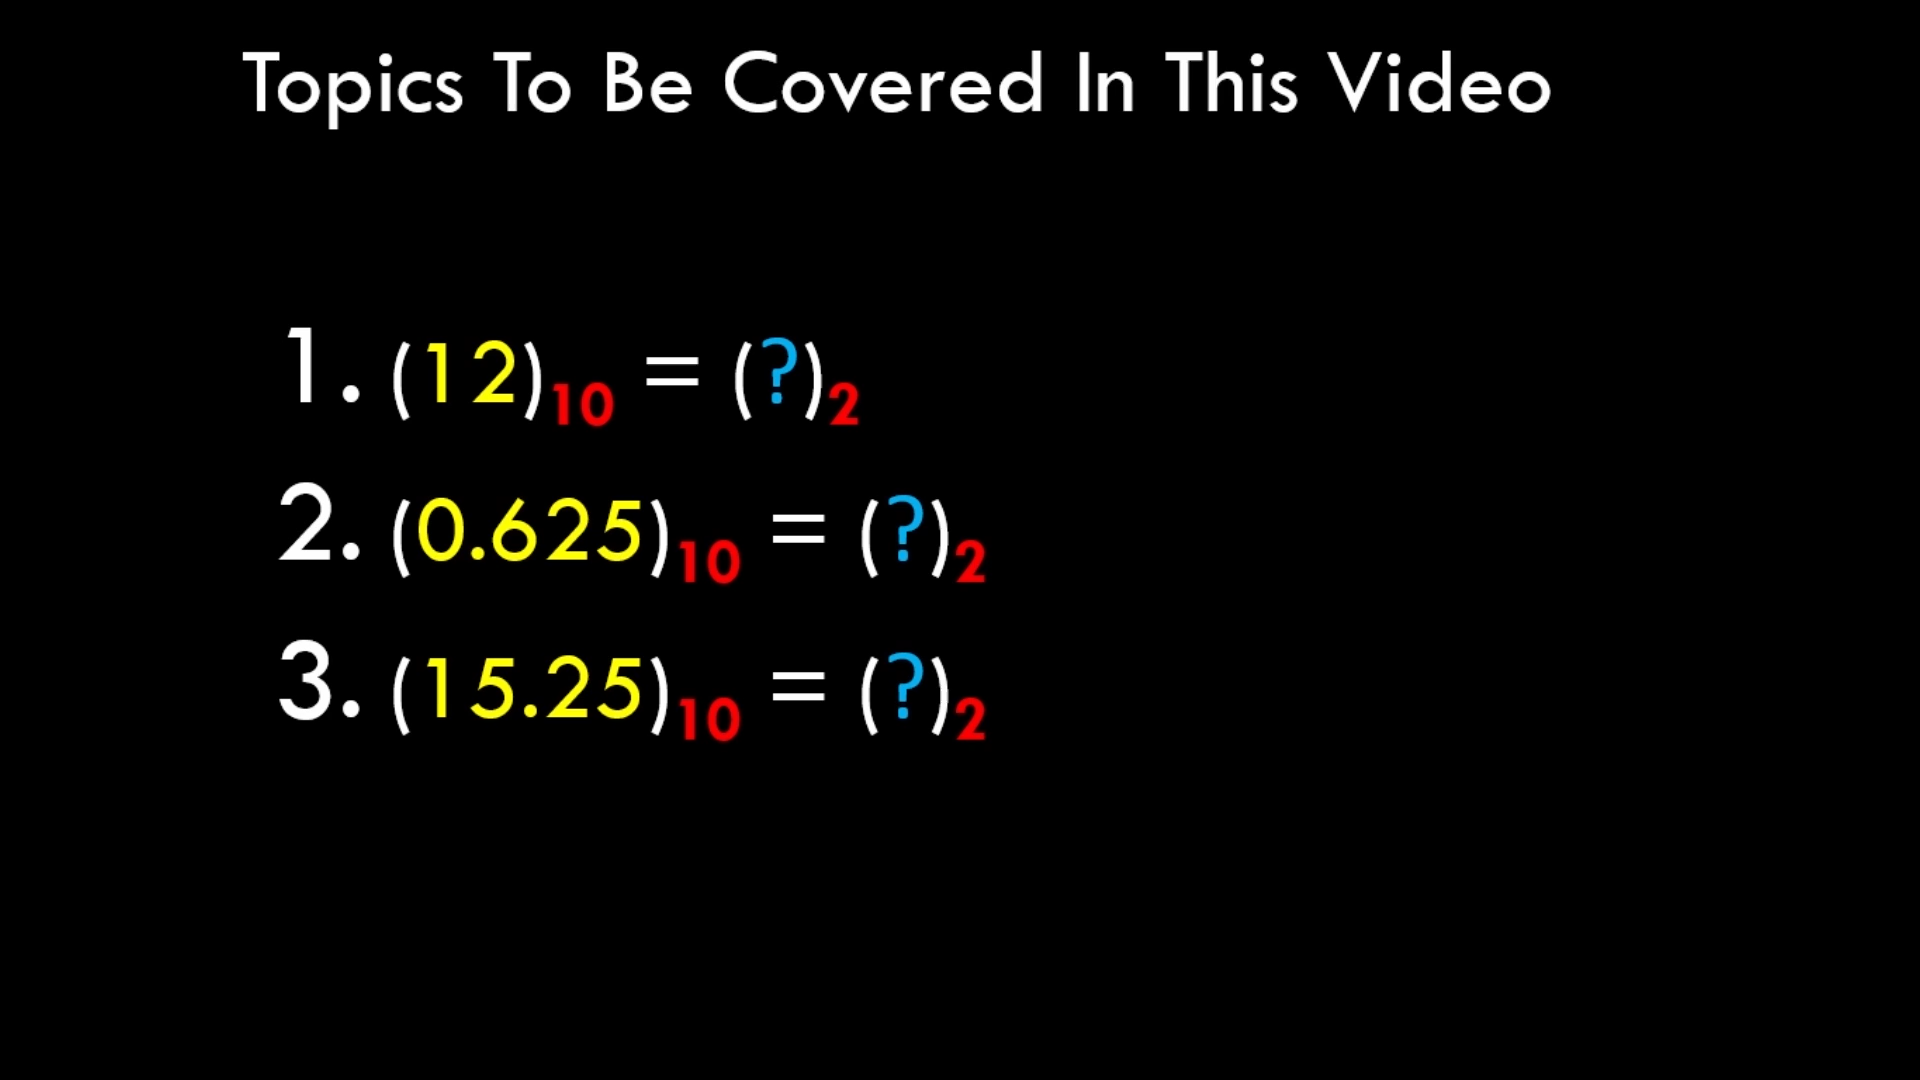 Topics To Be Covered In This Video
1. (12)₁₀ = (?)₂
2. (0.625)₁₀ = (?)₂
3. (15.25)₁₀ = (?)₂